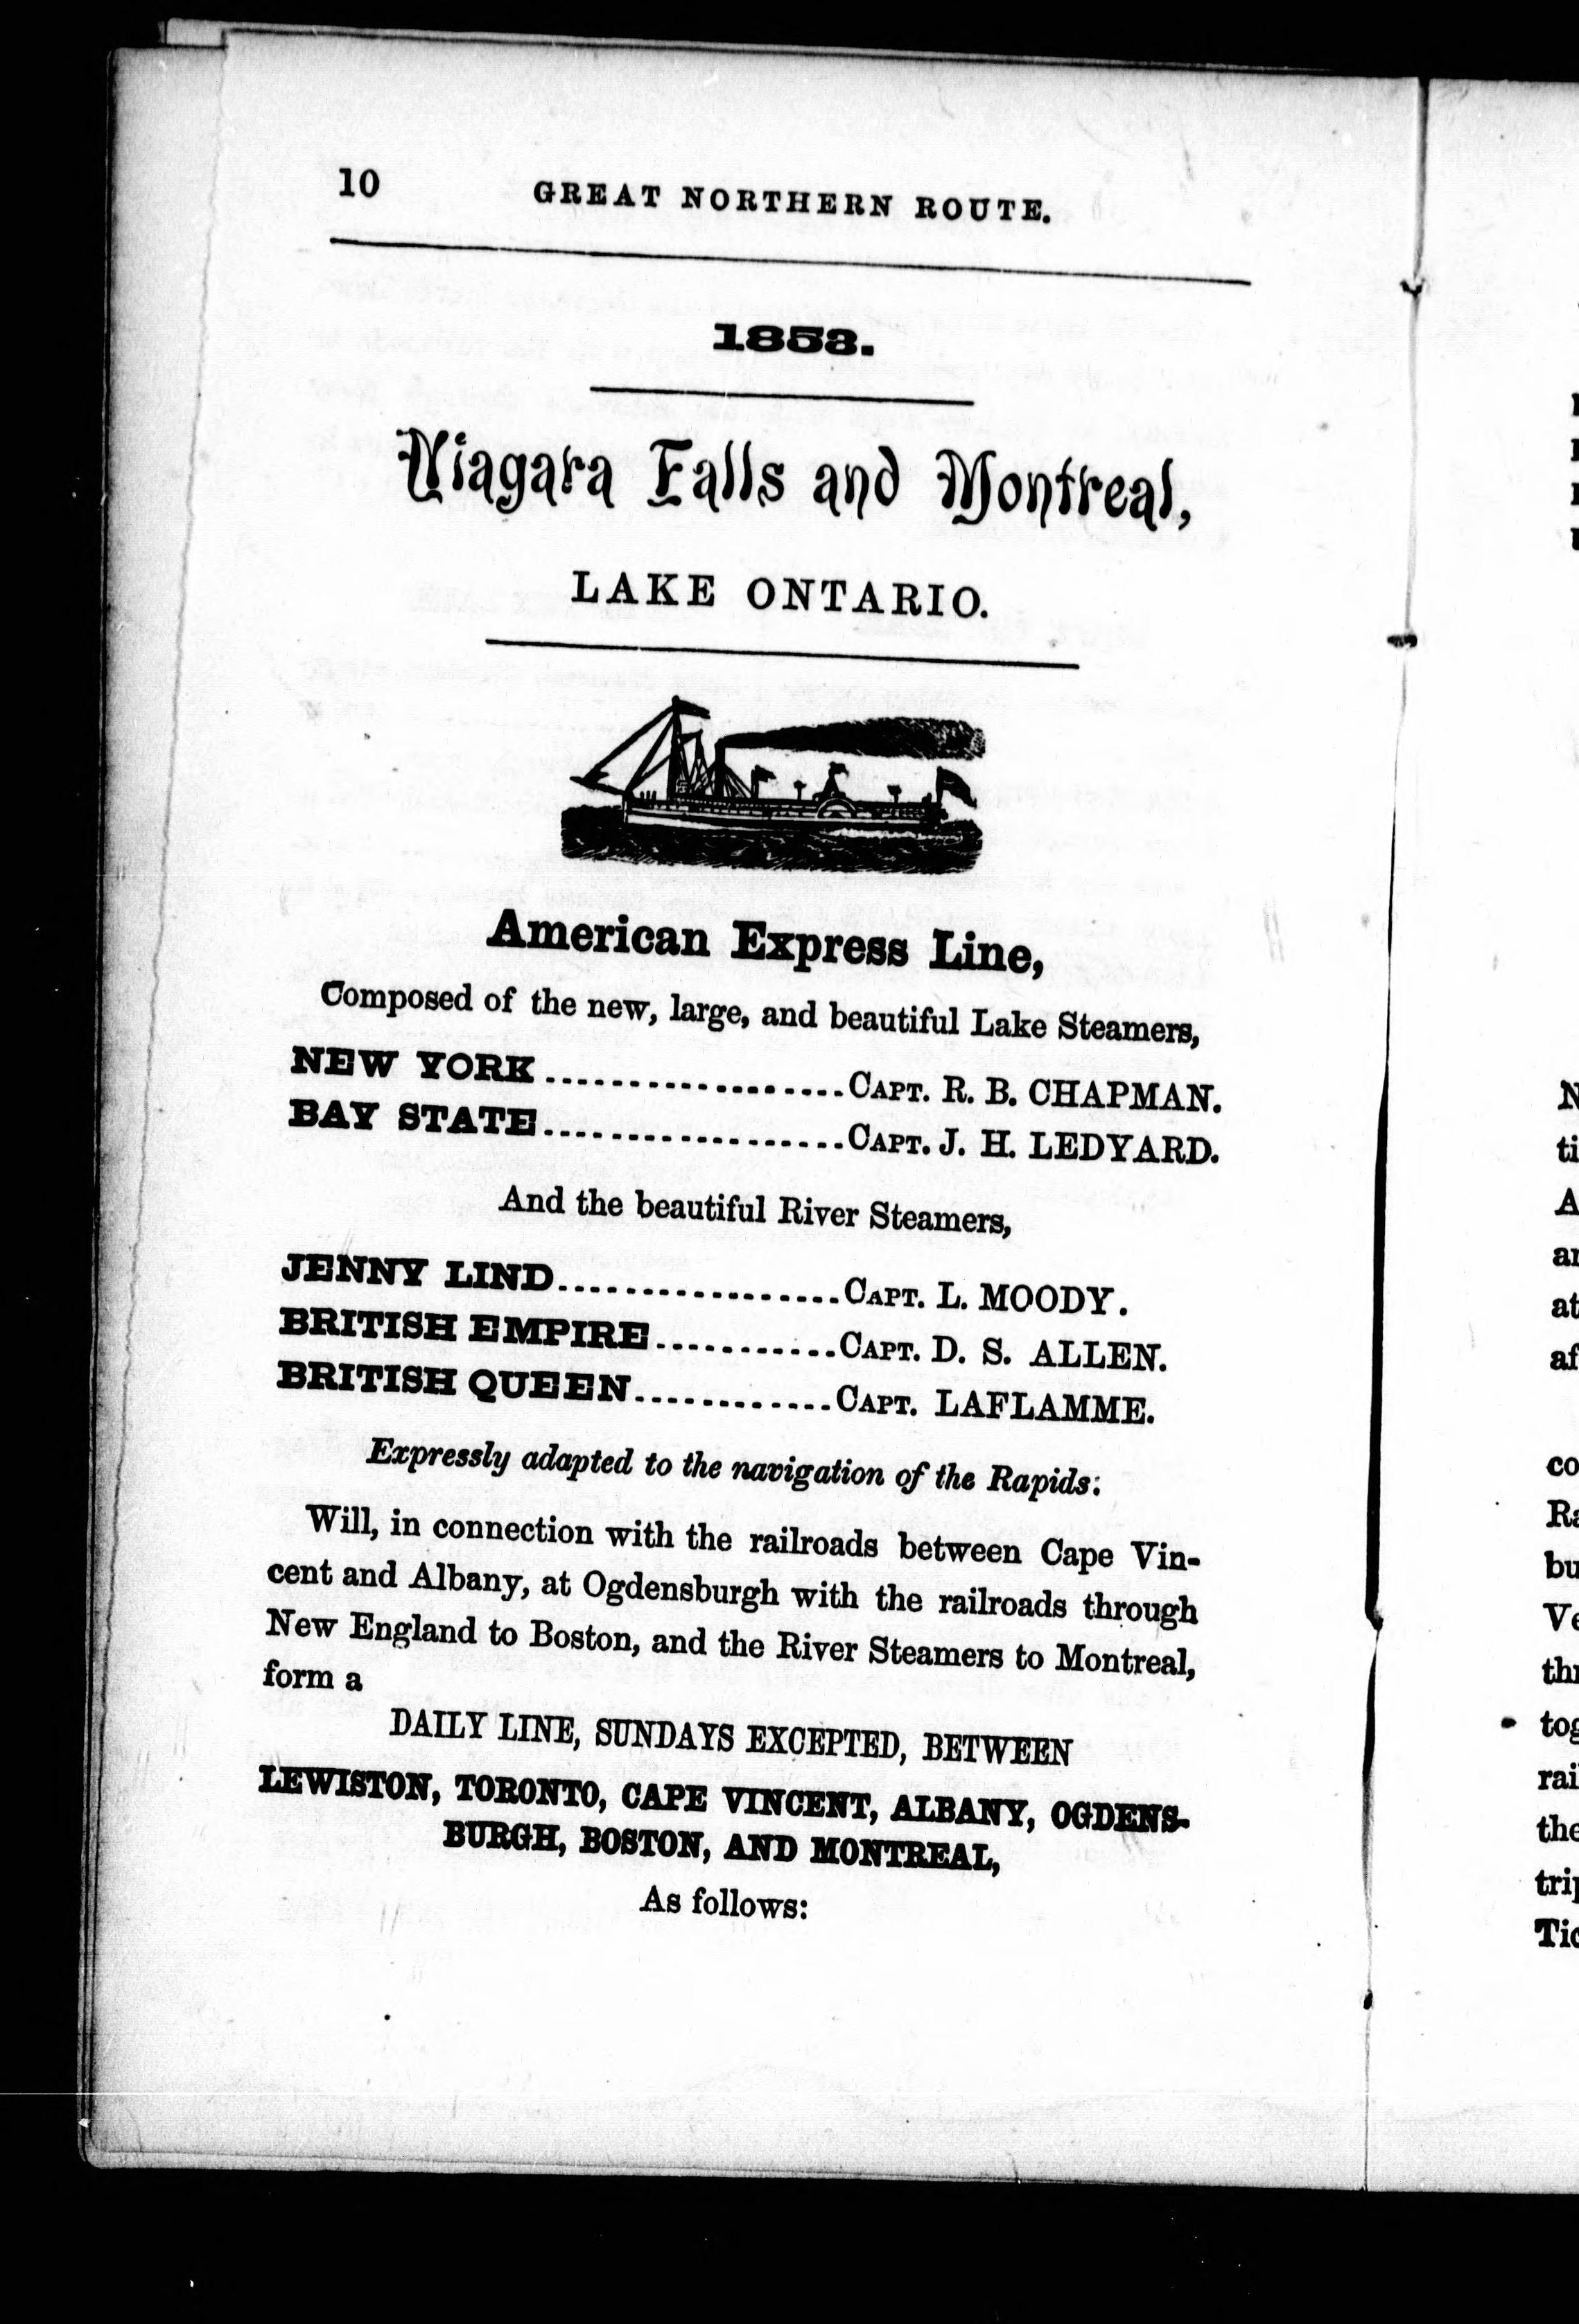 10 GREAT NORTHERN ROUTE.
1853.
Niagara Falls and Montreal,
LAKE ONTARIO.
American Express Line,
Composed of the new, large, and beautiful Lake Steamers,
NEW YORK..................CAPT. R. B. CHAPMAN.
BAY STATE..................CAPT. J. H. LEDYARD.
And the beautiful River Steamers,
JENNY LIND.................CAPT. L. MOODY.
BRITISH EMPIRE...........CAPT. D. S. ALLEN.
BRITISH QUEEN............CAPT. LAFLAMME.
Expressly adapted to the navigation of the Rapids:
Will, in connection with the railroads between Cape Vin-
cent and Albany, at Ogdensburgh with the railroads through
New England to Boston, and the River Steamers to Montreal,
form a
DAILY LINE, SUNDAYS EXCEPTED, BETWEEN
LEWISTON, TORONTO, CAPE VINCENT, ALBANY, OGDENS-
BURGH, BOSTON, AND MONTREAL,
As follows: